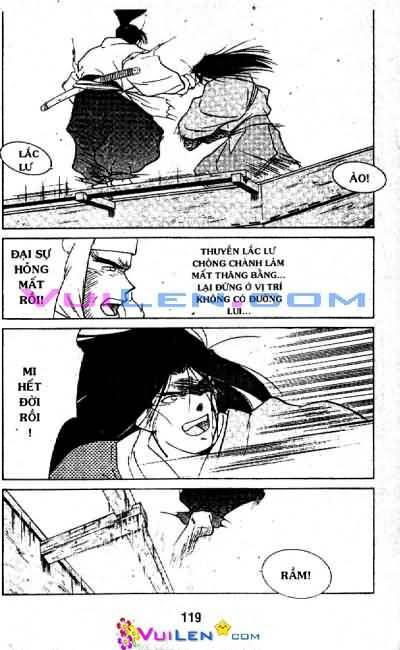 LẮC
LƯ
ÀO!
ĐẠI SỰ
HỎNG
MẤT
RỒI!
THUYỀN LẮC LƯ
CHÒNG CHÀNH LÀM
MẤT THĂNG BẰNG...
LẠI ĐỨNG Ở VỊ TRÍ
KHÔNG CÓ ĐƯỜNG
LUI...
VUILEN.COM
MI
HẾT
ĐỜI RỒI
!
RẦM!
119
VUILEN.COM